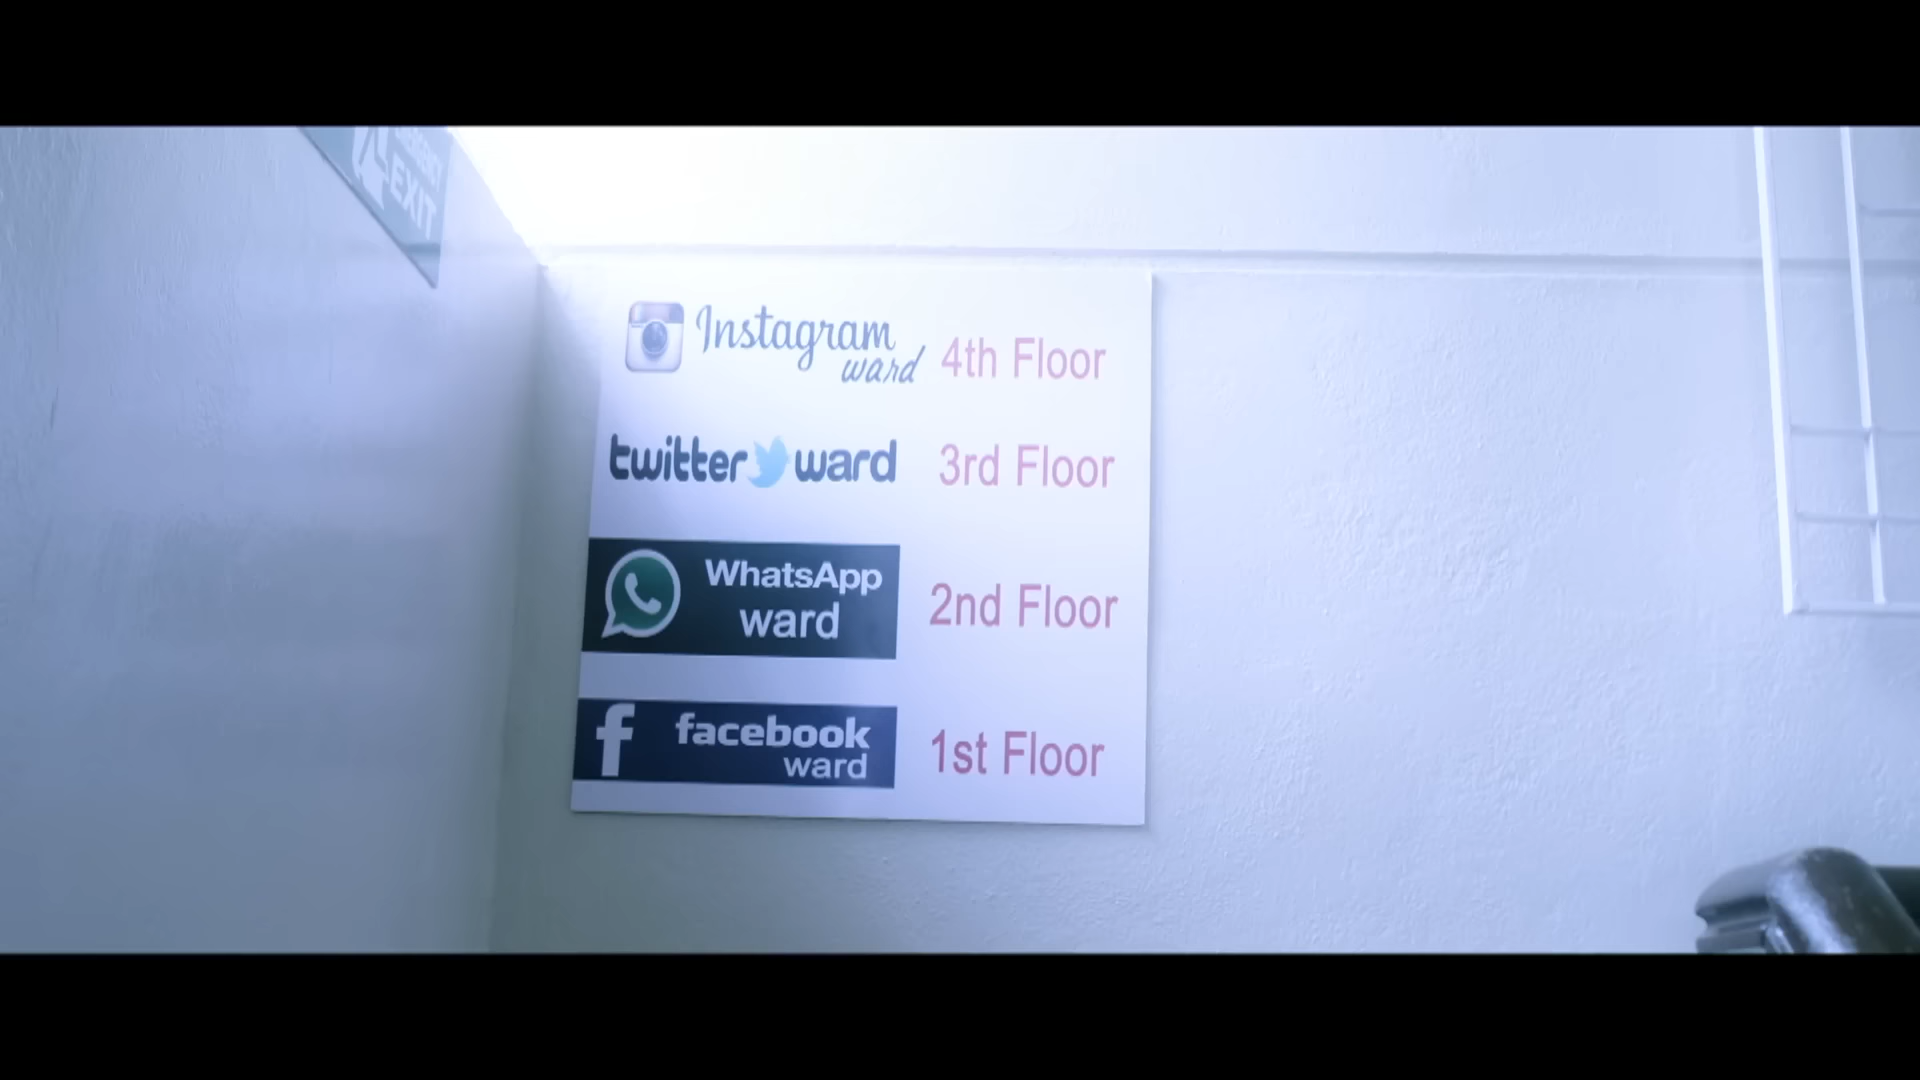 EXIT
Instagram
ward 4th Floor
twitter ward 3rd Floor
WhatsApp
ward
2nd Floor
f facebook
ward
1st Floor